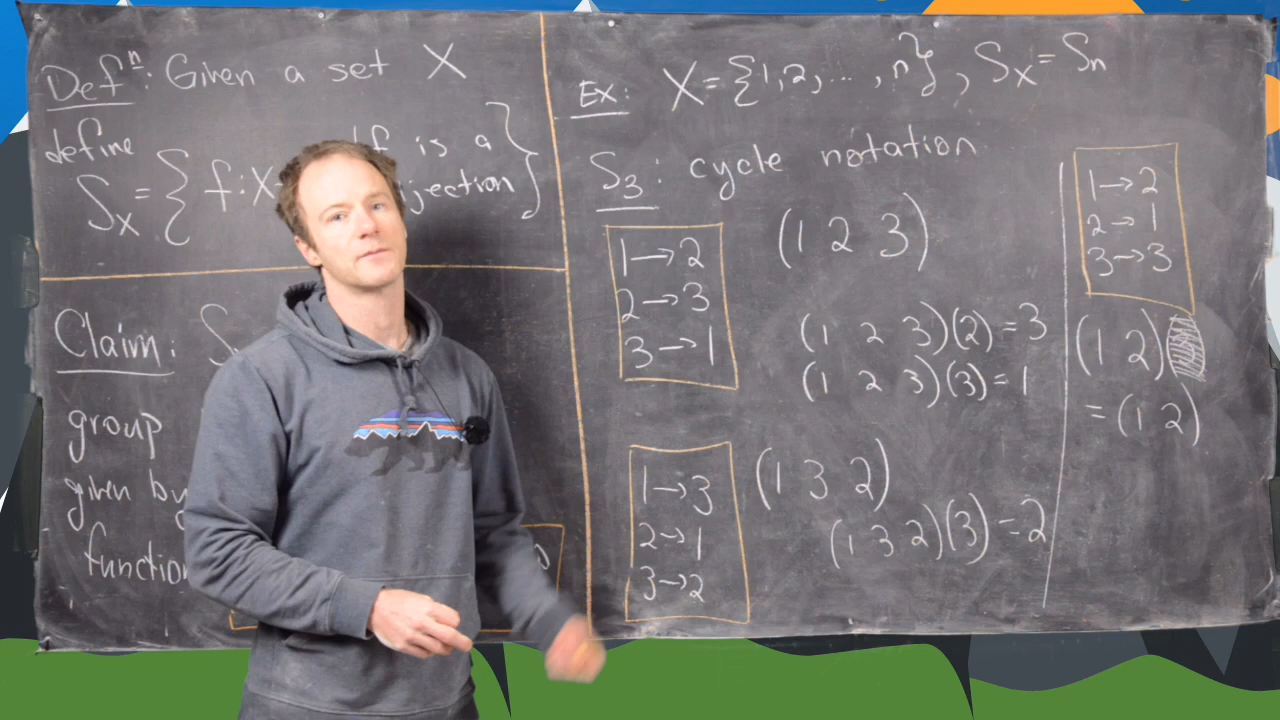 Defⁿ: Given a set X
define
S_X = { f: X is a
bijection }
Claim: S
group
given by
function
Ex: X = {1,2, ... ,n}, S_X = S_n
S_3: cycle notation
1→2
2→3
3→1
(1 2 3)
(1 2 3)(2) = 3
(1 2 3)(3) = 1
1→3
2→1
3→2
(1 3 2)
(1 3 2)(3) = 2
1→2
2→1
3→3
(1 2)
= (1 2)